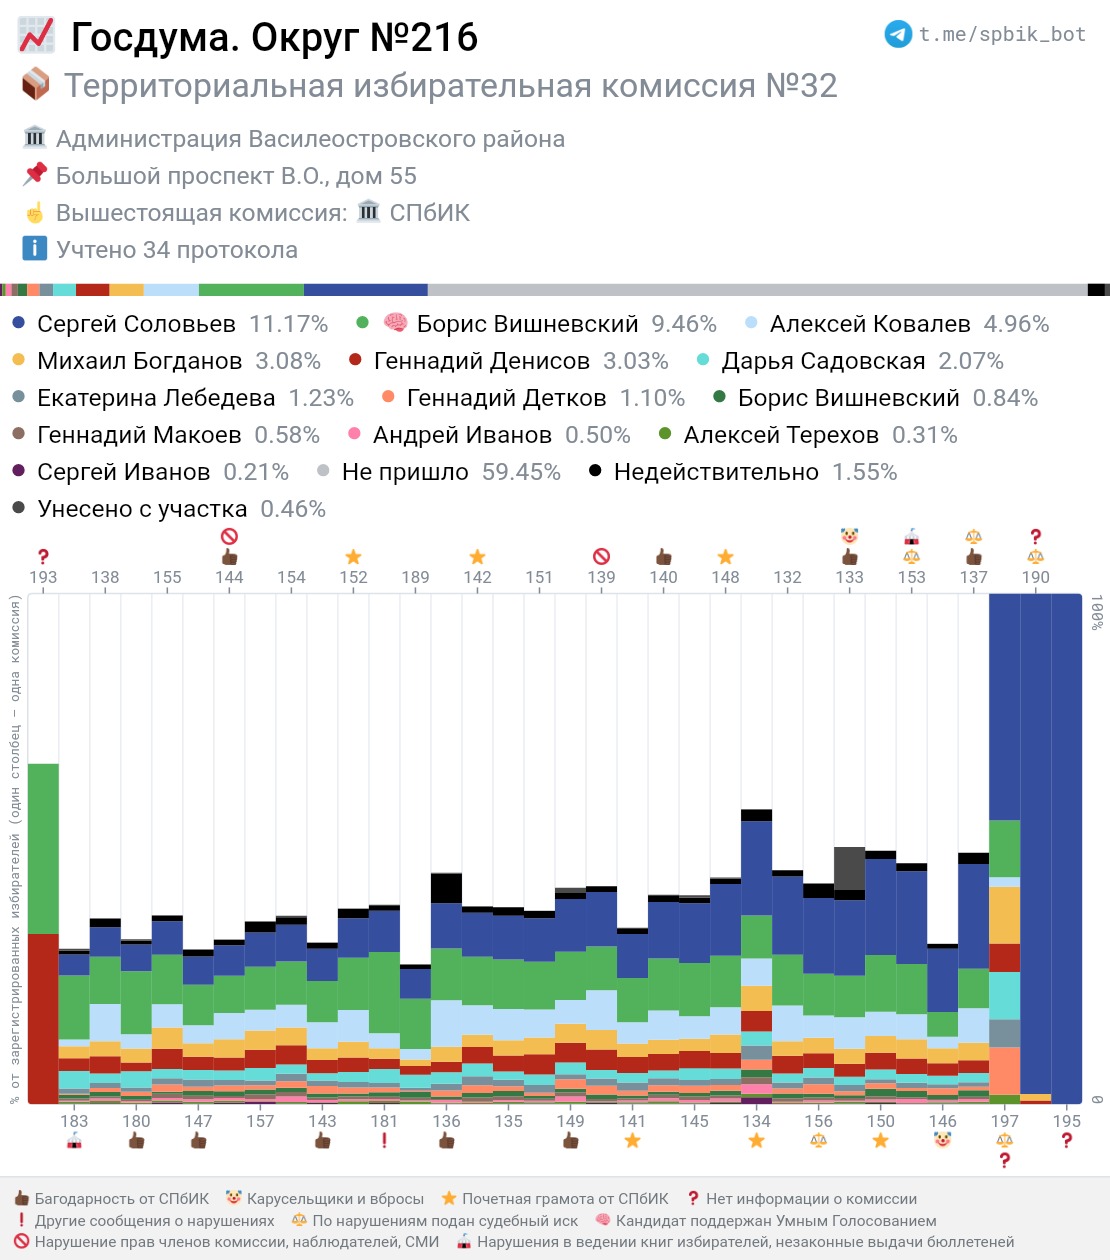 Госдума. Округ №216
t.me/spbik_bot
Территориальная избирательная комиссия №32
Администрация Василеостровского района
Большой проспект В.О., дом 55
Вышестоящая комиссия: СПбИК
Учтено 34 протокола
Сергей Соловьев 11.17% Борис Вишневский 9.46% Алексей Ковалев 4.96%
Михаил Богданов 3.08% Геннадий Денисов 3.03% Дарья Садовская 2.07%
Екатерина Лебедева 1.23% Геннадий Детков 1.10% Борис Вишневский 0.84%
Геннадий Макоев 0.58% Андрей Иванов 0.50% Алексей Терехов 0.31%
Сергей Иванов 0.21% Не пришло 59.45% Недействительно 1.55%
Унесено с участка 0.46%
193 138 155 144 154 152 189 142 151 139 140 148 132 133 153 137 190
% от зарегистрированных избирателей (один столбец — одна комиссия)
100%
0
183 180 147 157 143 181 136 135 149 141 145 134 156 150 146 197 195
Багодарность от СПбИК Карусельщики и вбросы Почетная грамота от СПбИК Нет информации о комиссии
Другие сообщения о нарушениях По нарушениям подан судебный иск Кандидат поддержан Умным Голосованием
Нарушение прав членов комиссии, наблюдателей, СМИ Нарушения в ведении книг избирателей, незаконные выдачи бюллетеней